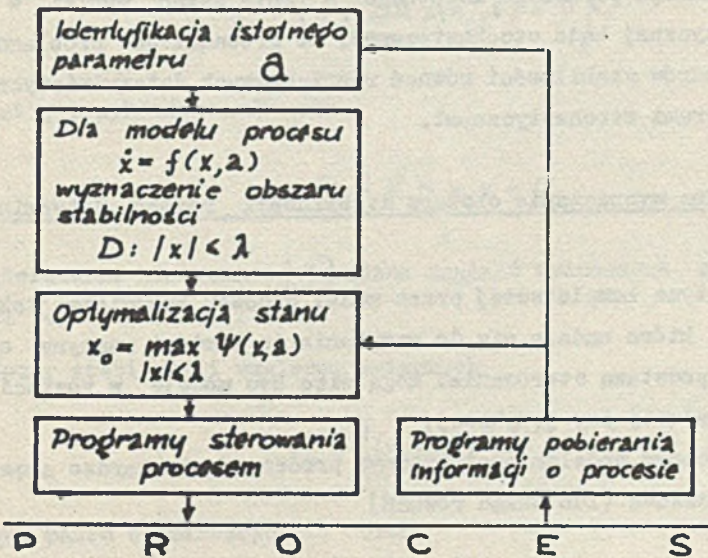 Identyfikacja istotnego
parametru a
Dla modelu procesu
ẋ = f(x,a)
wyznaczenie obszaru
stabilności
D: |x| < λ
Optymalizacja stanu
x₀ = max Ψ(x,a)
|x|≤λ
Programy sterowania
procesem
Programy pobierania
informacji o procesie
P R O C E S